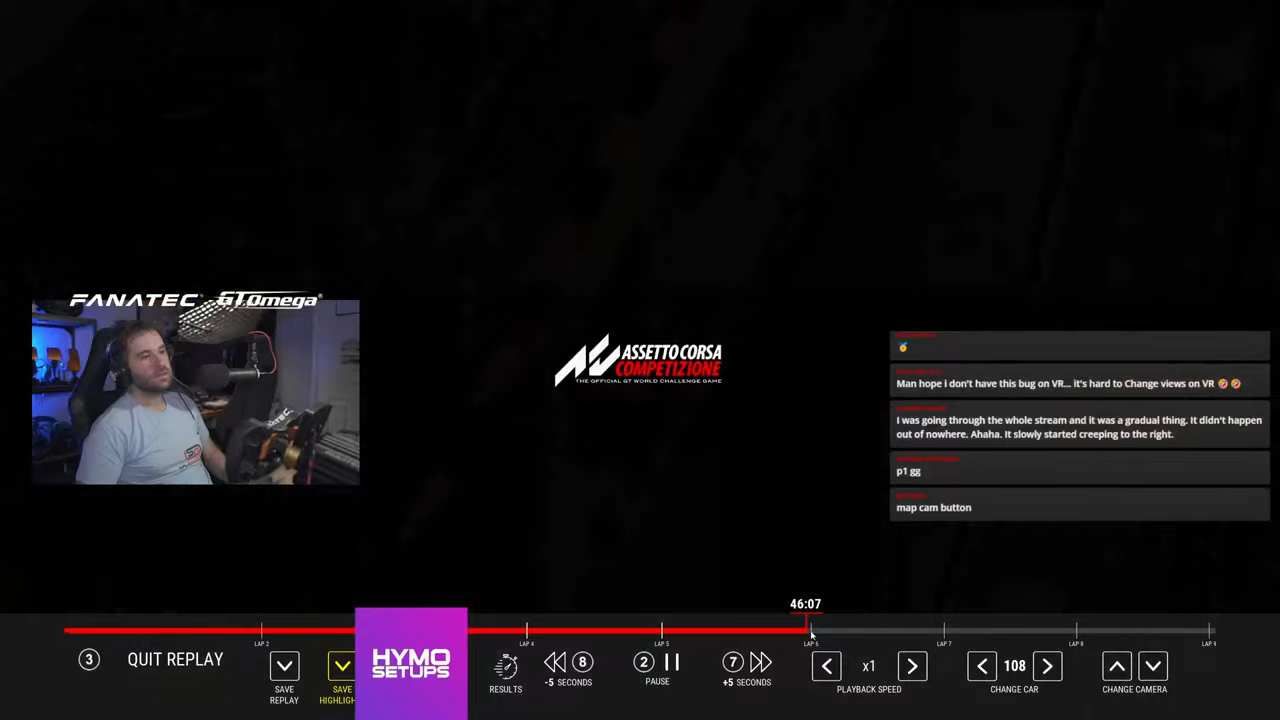 FANATEC GT Omega
ASSETTO CORSA
COMPETIZIONE
THE OFFICIAL GT WORLD CHALLENGE GAME
Man hope i don't have this bug on VR... it's hard to Change views on VR 🤣 🤣
I was going through the whole stream and it was a gradual thing. It didn't happen
out of nowhere. Ahaha. It slowly started creeping to the right.
p1 gg
map cam button
FANATEC
46:07
LAP 2
LAP 4
LAP 5
LAP 6
LAP 7
LAP 8
LAP 9
3 QUIT REPLAY
SAVE
REPLAY
SAVE
HIGHLIGH
HYMO
SETUPS
RESULTS
8
-5 SECONDS
2
PAUSE
7
+5 SECONDS
x1
PLAYBACK SPEED
108
CHANGE CAR
CHANGE CAMERA